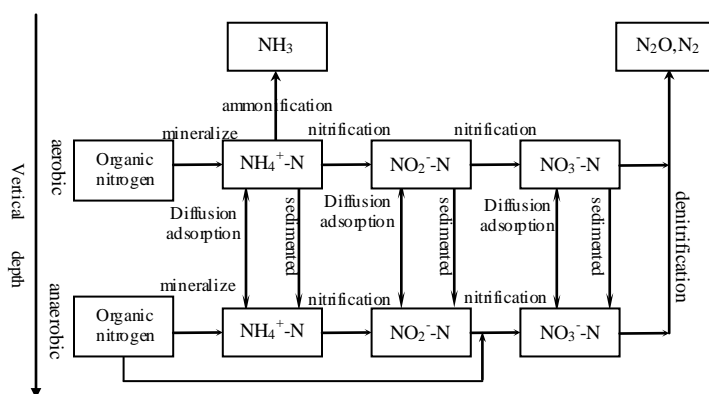 NH3
N2O,N2
ammonification
mineralize
nitrification
nitrification
aerobic
Organic
nitrogen
NH4+-N
NO2--N
NO3--N
Vertical depth
Diffusion
adsorption
sedimented
Diffusion
adsorption
sedimented
Diffusion
adsorption
sedimented
denitrification
mineralize
nitrification
nitrification
anaerobic
Organic
nitrogen
NH4+-N
NO2--N
NO3--N